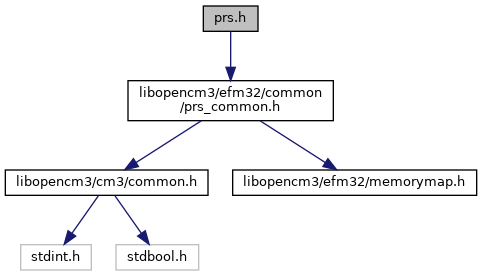 prs.h
libopencm3/efm32/common
/prs_common.h
libopencm3/cm3/common.h
libopencm3/efm32/memorymap.h
stdint.h
stdbool.h